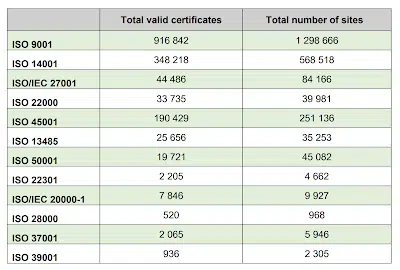 Total valid certificates Total number of sites
ISO 9001 916 842 1 298 666
ISO 14001 348 218 568 518
ISO/IEC 27001 44 486 84 166
ISO 22000 33 735 39 981
ISO 45001 190 429 251 136
ISO 13485 25 656 35 253
ISO 50001 19 721 45 082
ISO 22301 2 205 4 662
ISO/IEC 20000-1 7 846 9 927
ISO 28000 520 968
ISO 37001 2 065 5 946
ISO 39001 936 2 305